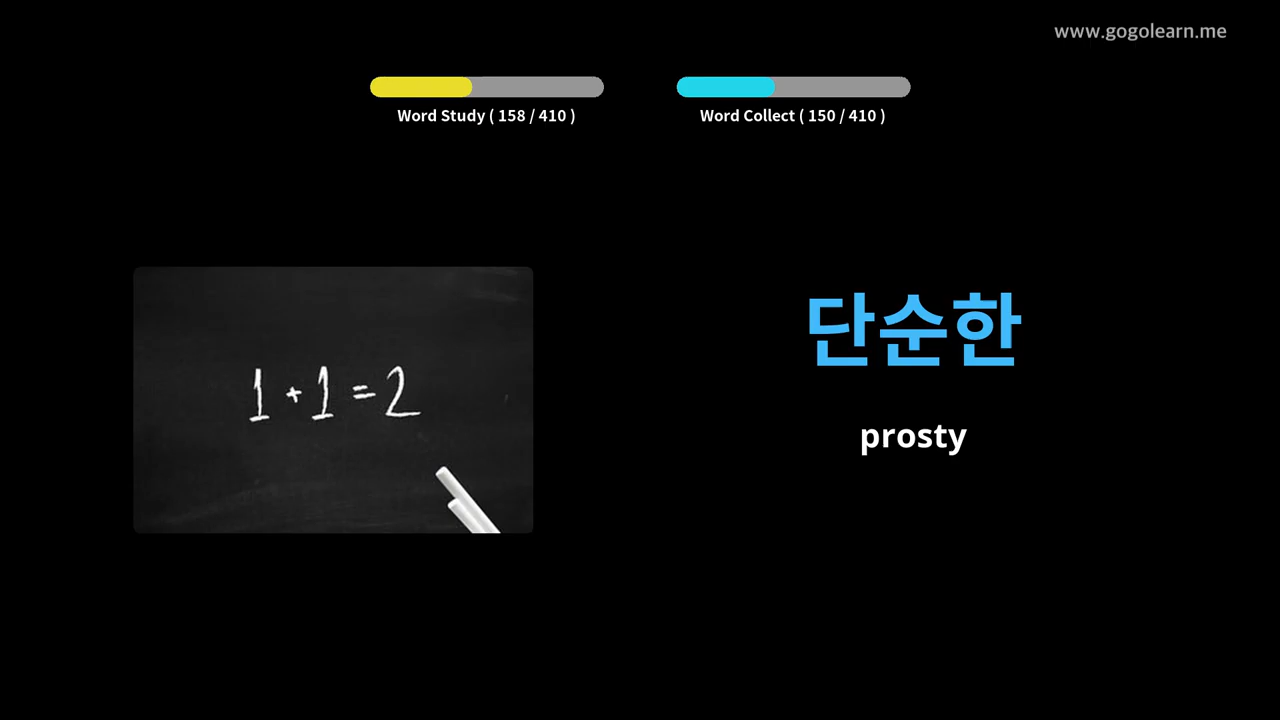 www.gogolearn.me
Word Study ( 158 / 410 )
Word Collect ( 150 / 410 )
1 + 1 = 2
단순한
prosty